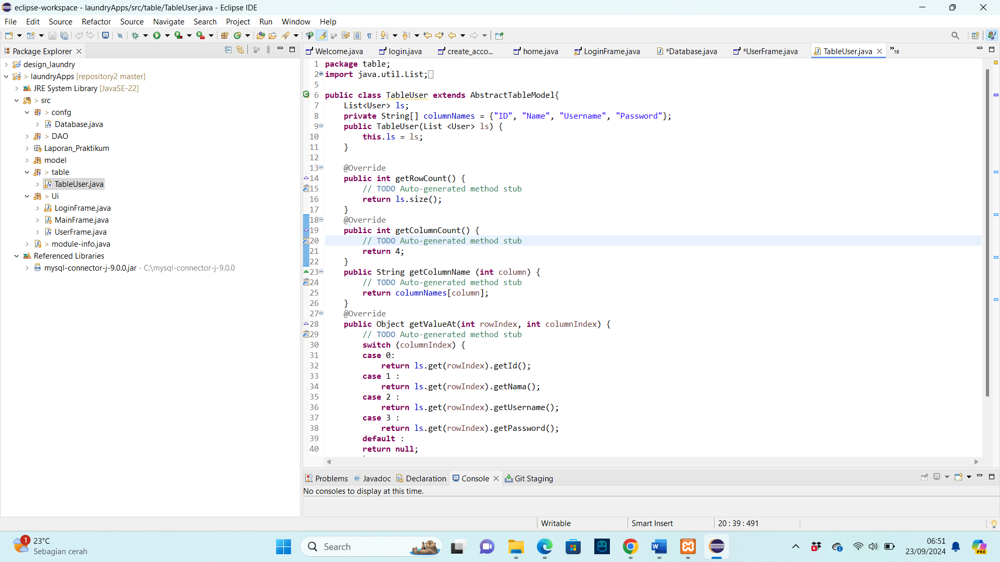 eclipse-workspace - laundryApps/src/table/TableUser.java - Eclipse IDE
File Edit Source Refactor Source Navigate Search Project Run Window Help
Package Explorer
design_laundry
> laundryApps [repository2 master]
JRE System Library [JavaSE-22]
> src
> confg
Database.java
> DAO
Laporan_Praktikum
model
> table
TableUser.java
> Ui
LoginFrame.java
MainFrame.java
UserFrame.java
> module-info.java
Referenced Libraries
mysql-connector-j-9.0.0.jar - C:\mysql-connector-j-9.0.0
Welcome.java login.java create_acco... home.java LoginFrame.java *Database.java *UserFrame.java TableUser.java »16
1 package table;
2 import java.util.List;
5
6 public class TableUser extends AbstractTableModel{
7 List<User> ls;
8 private String[] columnNames = {"ID", "Name", "Username", "Password"};
9 public TableUser(List <User> ls) {
10 this.ls = ls;
11 }
12
13 @Override
14 public int getRowCount() {
15 // TODO Auto-generated method stub
16 return ls.size();
17 }
18 @Override
19 public int getColumnCount() {
20 // TODO Auto-generated method stub
21 return 4;
22 }
23 public String getColumnName (int column) {
24 // TODO Auto-generated method stub
25 return columnNames[column];
26 }
27 @Override
28 public Object getValueAt(int rowIndex, int columnIndex) {
29 // TODO Auto-generated method stub
30 switch (columnIndex) {
31 case 0:
32 return ls.get(rowIndex).getId();
33 case 1 :
34 return ls.get(rowIndex).getNama();
35 case 2 :
36 return ls.get(rowIndex).getUsername();
37 case 3 :
38 return ls.get(rowIndex).getPassword();
39 default :
40 return null;
Problems @ Javadoc Declaration Console Git Staging
No consoles to display at this time.
Writable Smart Insert 20 : 39 : 491
1
23°C
Sebagian cerah
Search
6
06:51
23/09/2024
PRE